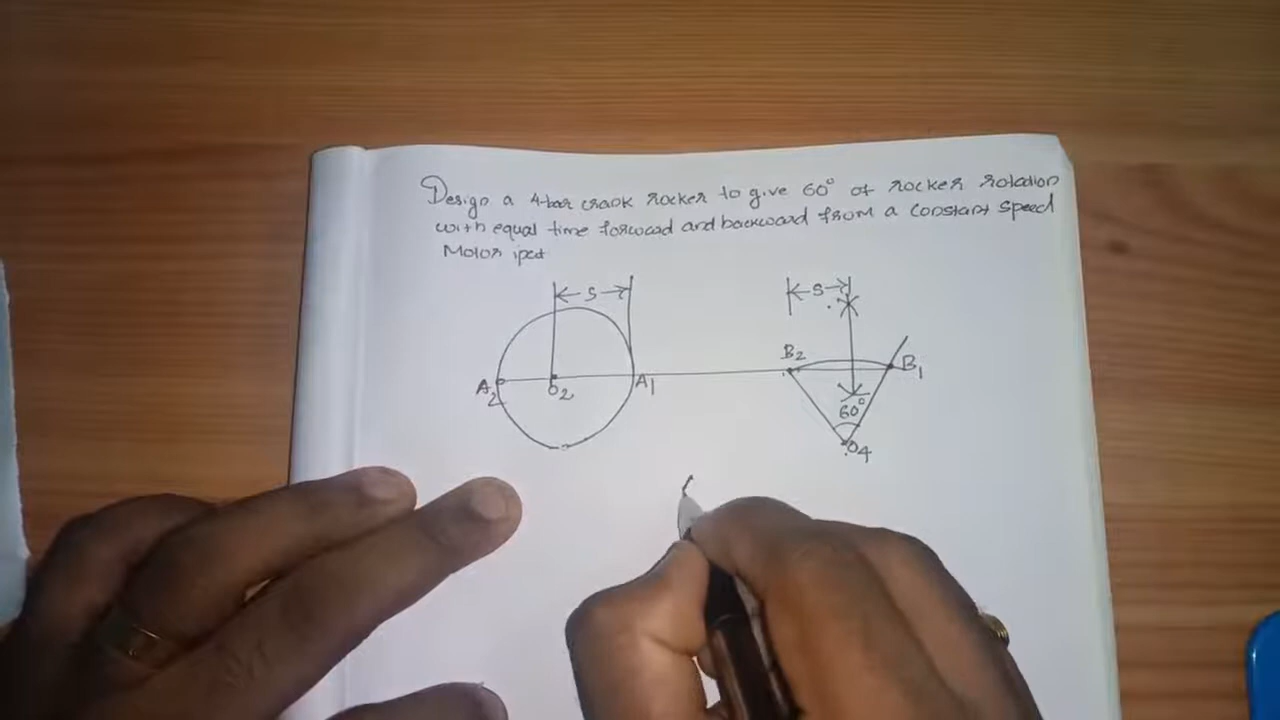 Design a 4-bar crank rocker to give 60° of rocker rotation
with equal time forward and backward from a constant speed
Motor ipct
S
S
B2
B1
A2
O2
A1
60°
O4